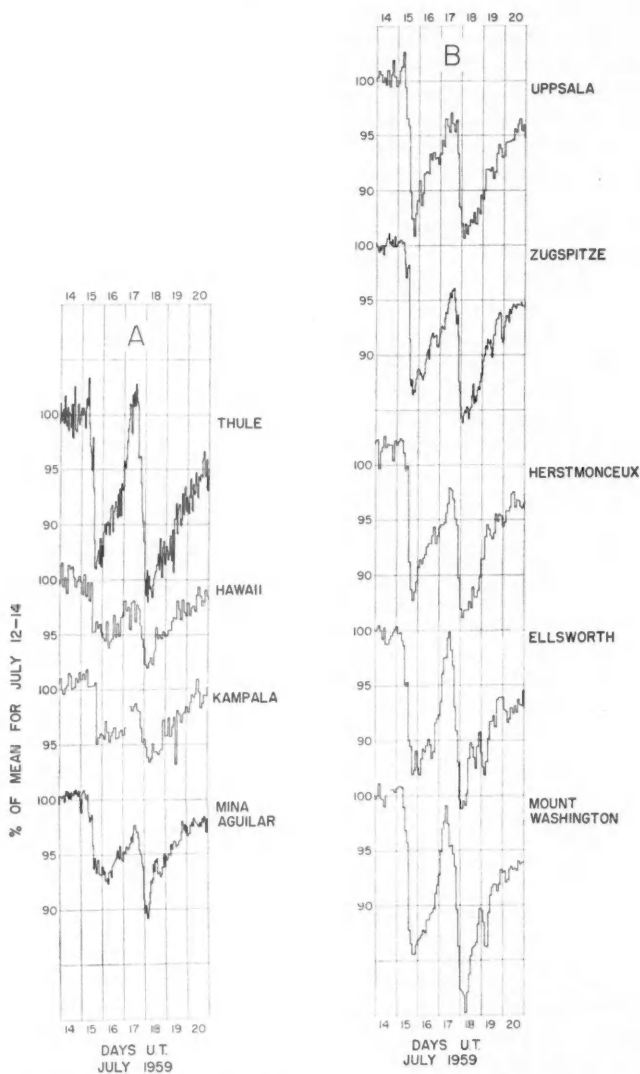 14 15 16 17 18 19 20
A
100
95
90
THULE
100
95
HAWAII
100
95
KAMPALA
100
95
90
MINA
AGUILAR
% OF MEAN FOR JULY 12-14
14 15 16 17 18 19 20
DAYS U.T.
JULY 1959
14 15 16 17 18 19 20
B
100
95
90
UPPSALA
100
95
90
ZUGSPITZE
100
95
90
HERSTMONCEUX
100
95
90
ELLSWORTH
100
95
90
MOUNT
WASHINGTON
14 15 16 17 18 19 20
DAYS U.T.
JULY 1959